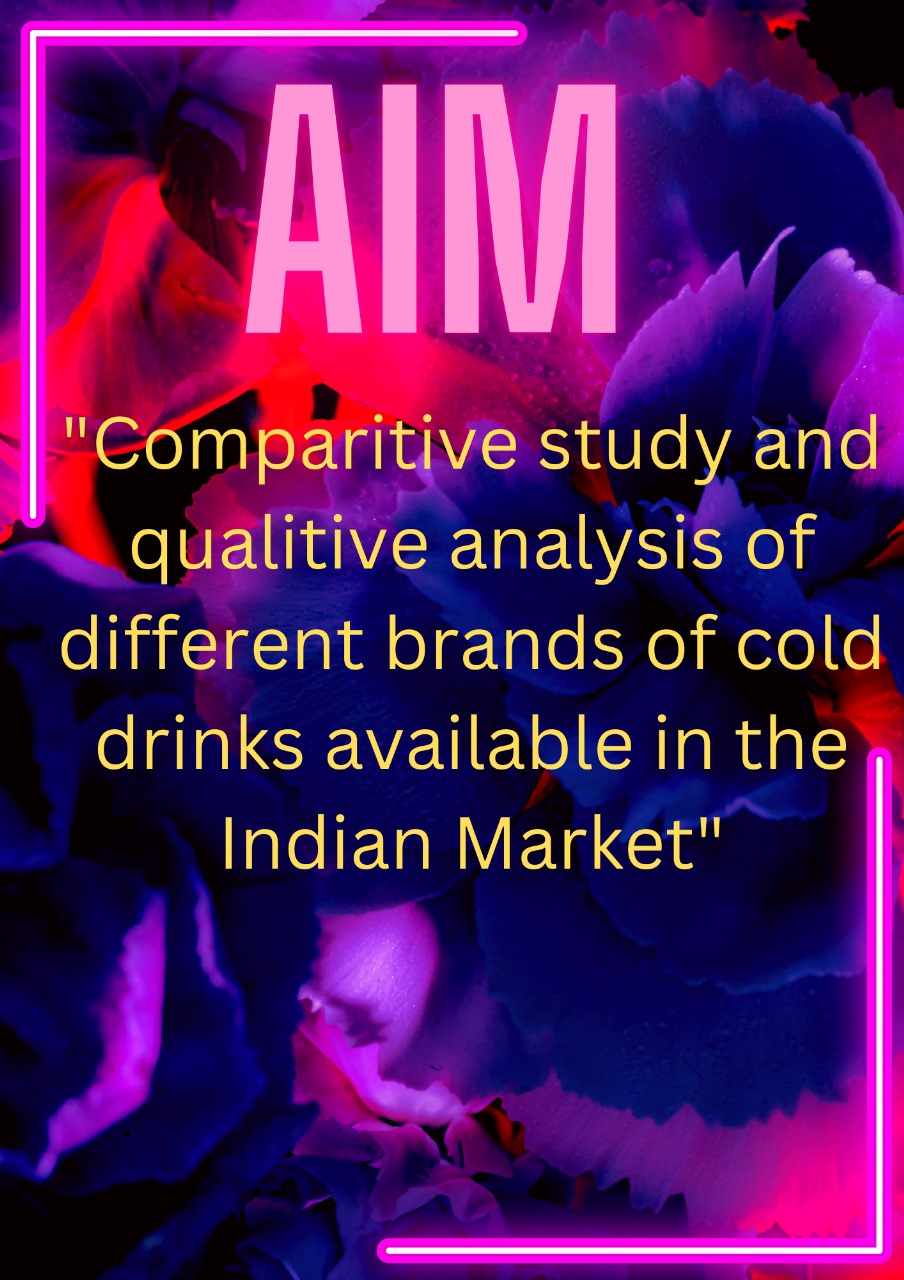 AIM
"Comparitive study and
qualitive analysis of
different brands of cold
drinks available in the
Indian Market"